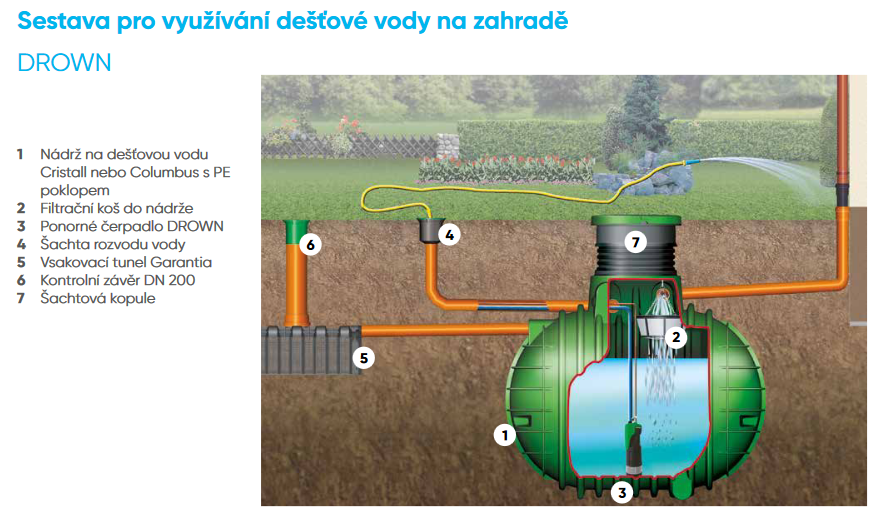 Sestava pro využívání dešťové vody na zahradě
DROWN
1 Nádrž na dešťovou vodu
Cristall nebo Columbus s PE
poklopem
2 Filtrační koš do nádrže
3 Ponorné čerpadlo DROWN
4 Šachta rozvodu vody
5 Vsakovací tunel Garantia
6 Kontrolní závěr DN 200
7 Šachtová kopule
6
4
7
2
5
1
3